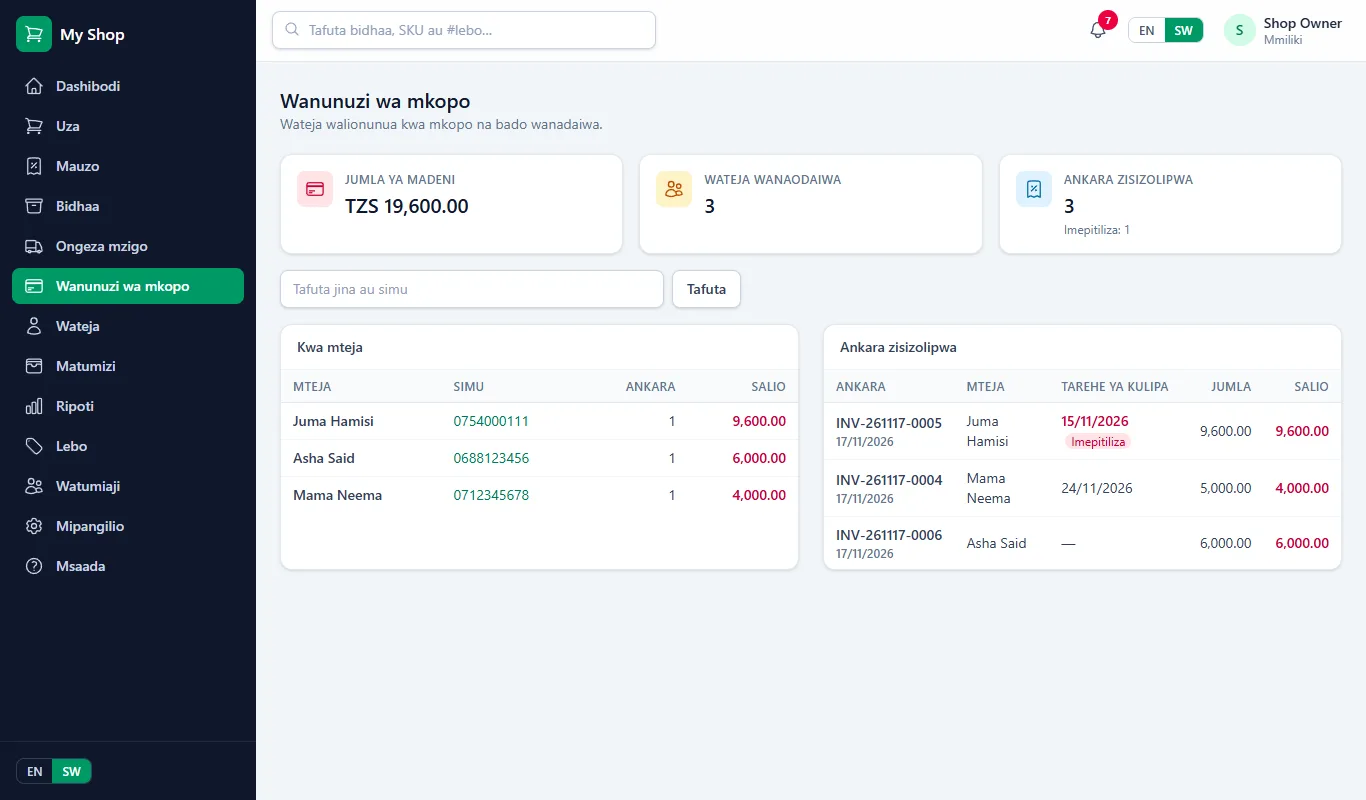 My Shop
Dashibodi
Uza
Mauzo
Bidhaa
Ongeza mzigo
Wanunuzi wa mkopo
Wateja
Matumizi
Ripoti
Lebo
Watumiaji
Mipangilio
Msaada
EN SW
Tafuta bidhaa, SKU au #lebo...
7
EN SW
S
Shop Owner
Mmiliki
Wanunuzi wa mkopo
Wateja walionunua kwa mkopo na bado wanadaiwa.
JUMLA YA MADENI
TZS 19,600.00
WATEJA WANAODAIWA
3
ANKARA ZISIZOLIPWA
3
Imepitiliza: 1
Tafuta jina au simu
Tafuta
Kwa mteja
MTEJA SIMU ANKARA SALIO
Juma Hamisi 0754000111 1 9,600.00
Asha Said 0688123456 1 6,000.00
Mama Neema 0712345678 1 4,000.00
Ankara zisizolipwa
ANKARA MTEJA TAREHE YA KULIPA JUMLA SALIO
INV-261117-0005 Juma Hamisi 15/11/2026 9,600.00 9,600.00
17/11/2026 Imepitiliza
INV-261117-0004 Mama Neema 24/11/2026 5,000.00 4,000.00
17/11/2026
INV-261117-0006 Asha Said — 6,000.00 6,000.00
17/11/2026